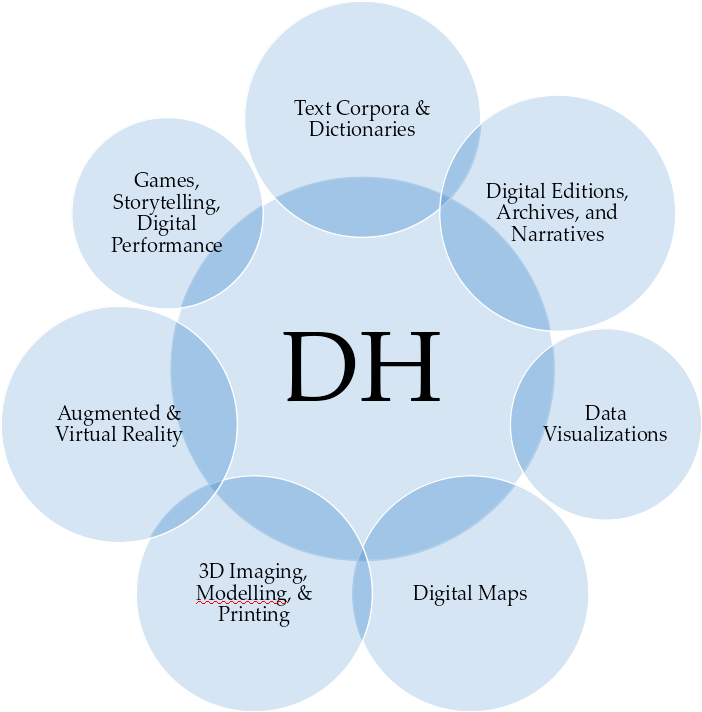 Text Corpora &
Dictionaries
Digital Editions,
Archives, and
Narratives
Data
Visualizations
Digital Maps
3D Imaging,
Modelling, &
Printing
Augmented &
Virtual Reality
Games,
Storytelling,
Digital
Performance
DH